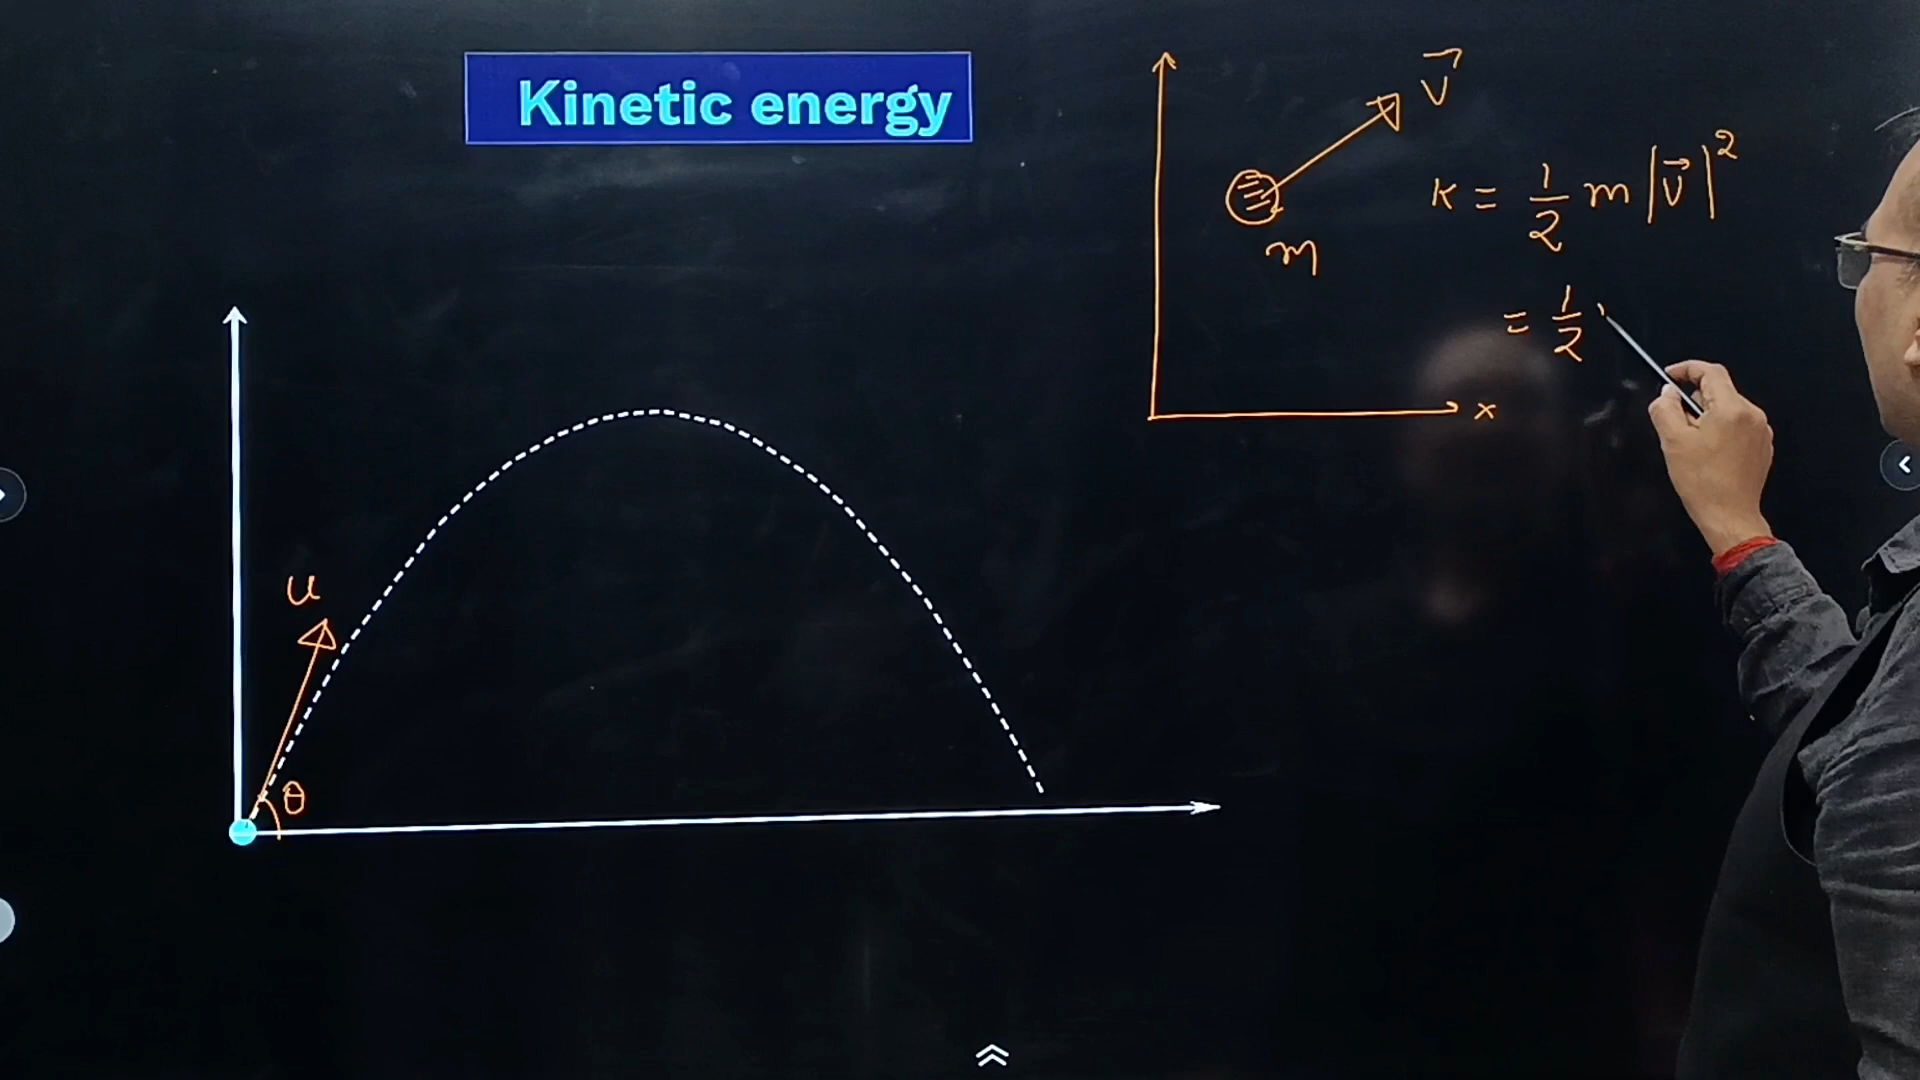 Kinetic energy
v⃗
m
K = 1/2 m |v⃗|²
= 1/2
x
u
θ